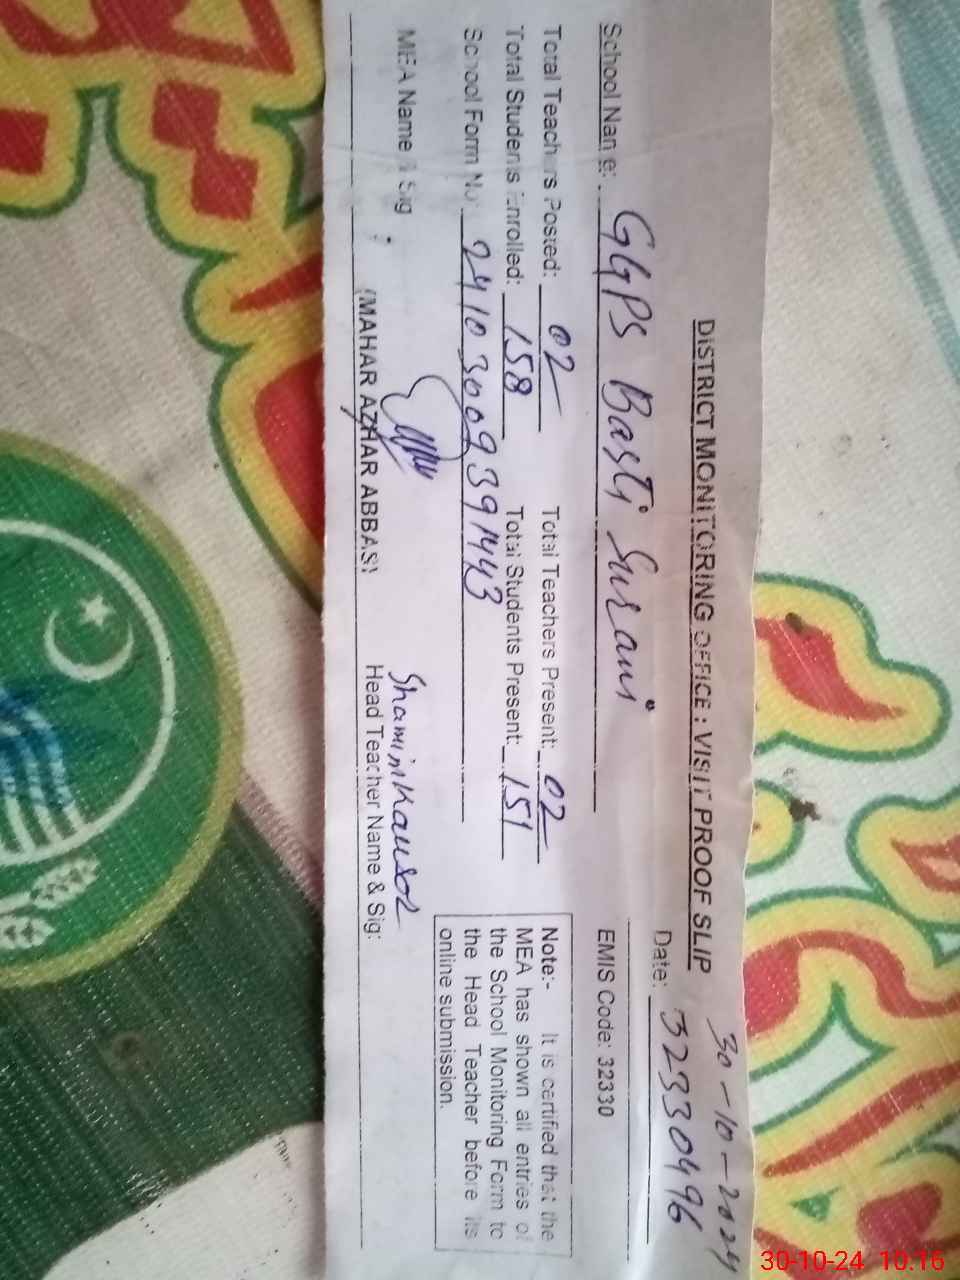 DISTRICT MONITORING OFFICE : VISIT PROOF SLIP
30-10-2024
Date: 32330496
School Name: GGPS Basti Surani
EMIS Code: 32330
Total Teachers Posted: 02 Total Teachers Present: 02
Total Students Enrolled: 158 Total Students Present: 151
School Form No: 24103009391443
MEA Name & Sig :
(MAHAR AZHAR ABBAS)
Shamim Kausar
Head Teacher Name & Sig:
Note:- It is certified that the
MEA has shown all entries of
the School Monitoring Form to
the Head Teacher before its
online submission.
30-10-24 10:16